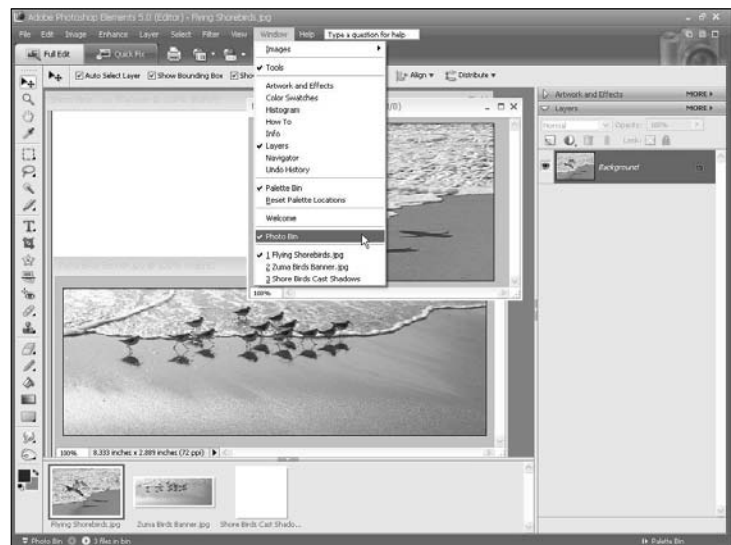 Adobe Photoshop Elements 5.0 (Editor) - Flying Shorebirds.jpg
File Edit Image Enhance Layer Select Filter View Window Help Type a question for help
Full Edit Quick Fix
Auto Select Layer Show Bounding Box Align Distribute
Images
Tools
Artwork and Effects
Color Swatches
Histogram
How To
Info
Layers
Navigator
Undo History
Palette Bin
Reset Palette Locations
Welcome
Photo Bin
1 Flying Shorebirds.jpg
2 Zuma Birds Banner.jpg
3 Shore Birds Cast Shadows
100%
Artwork and Effects MORE
Layers MORE
Normal Opacity: 100%
Lock:
Background
100% 8.333 inches x 2.889 inches (72 ppi)
Flying Shorebirds.jpg Zuma Birds Banner.jpg Shore Birds Cast Shado...
Photo Bin 3 files in bin Palette Bin